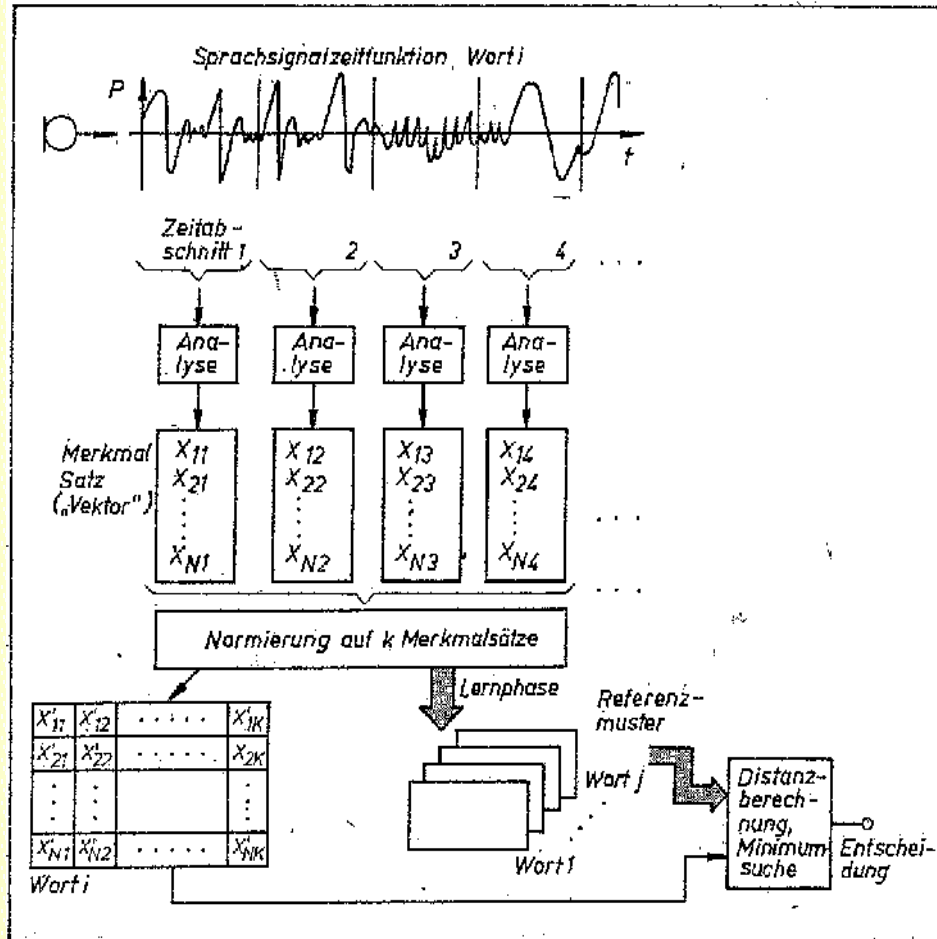 Sprachsignalzeitfunktion, Wort i
P
t
Zeitab-
schnitt 1 2 3 4 . . .
Ana-
lyse
Ana-
lyse
Ana-
lyse
Ana-
lyse
Merkmal
Satz
(„Vektor")
X11
X21
XN1
X12
X22
XN2
X13
X23
XN3
X14
X24
XN4
. . .
. . .
Normierung auf k Merkmalsätze
Lernphase
Referenz-
muster
X'11 X'12 . . . . . X'1K
X'21 X'22 X2K
X'N1 X'N2 . . . . . X'NK
Wort i
Wort j
Wort 1
Distanz-
berech-
nung,
Minimum-
suche
Entschei-
dung